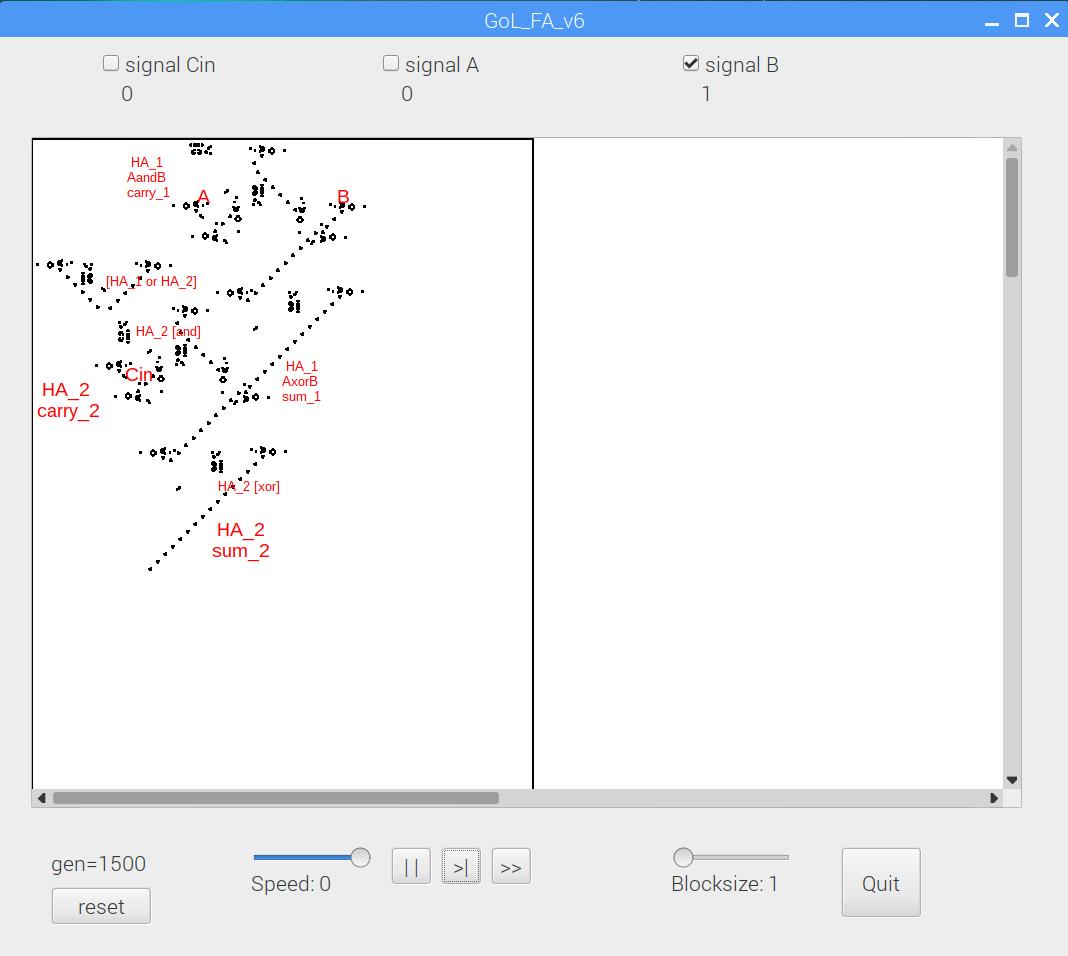 GoL_FA_v6
signal Cin
0
signal A
0
signal B
1
HA_1
AandB
carry_1
A
B
[HA_1 or HA_2]
HA_2 [and]
Cin
HA_2
carry_2
HA_1
AxorB
sum_1
HA_2 [xor]
HA_2
sum_2
gen=1500
reset
Speed: 0
||
>|
>>
Blocksize: 1
Quit